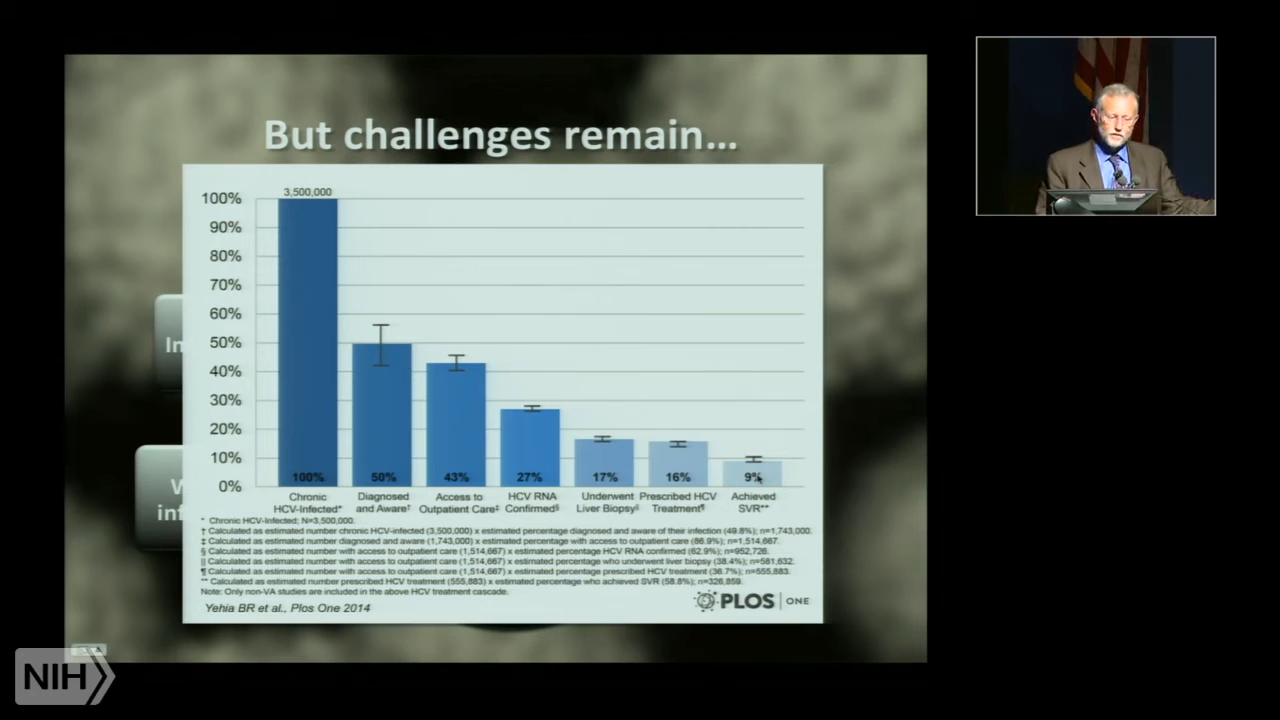 But challenges remain...
3,500,000
100%
90%
80%
70%
60%
50%
40%
30%
20%
10%
0%
100%
50%
43%
27%
17%
16%
9%
Chronic
HCV-Infected*
Diagnosed
and Aware†
Access to
Outpatient Care‡
HCV RNA
Confirmed§
Underwent
Liver Biopsy||
Prescribed HCV
Treatment¶
Achieved
SVR**
* Chronic HCV-Infected; N=3,500,000.
† Calculated as estimated number chronic HCV-infected (3,500,000) x estimated percentage diagnosed and aware of their infection (49.8%); n=1,743,000.
‡ Calculated as estimated number diagnosed and aware (1,743,000) x estimated percentage with access to outpatient care (86.9%); n=1,514,667.
§ Calculated as estimated number with access to outpatient care (1,514,667) x estimated percentage HCV RNA confirmed (62.9%); n=952,726.
|| Calculated as estimated number with access to outpatient care (1,514,667) x estimated percentage who underwent liver biopsy (38.4%); n=581,632.
¶ Calculated as estimated number with access to outpatient care (1,514,667) x estimated percentage prescribed HCV treatment (36.7%); n=555,883.
** Calculated as estimated number prescribed HCV treatment (555,883) x estimated percentage who achieved SVR (58.8%); n=326,859.
Note: Only non-VA studies are included in the above HCV treatment cascade.
Yehia BR et al., Plos One 2014
PLOS | ONE
In
W
inf
NIH